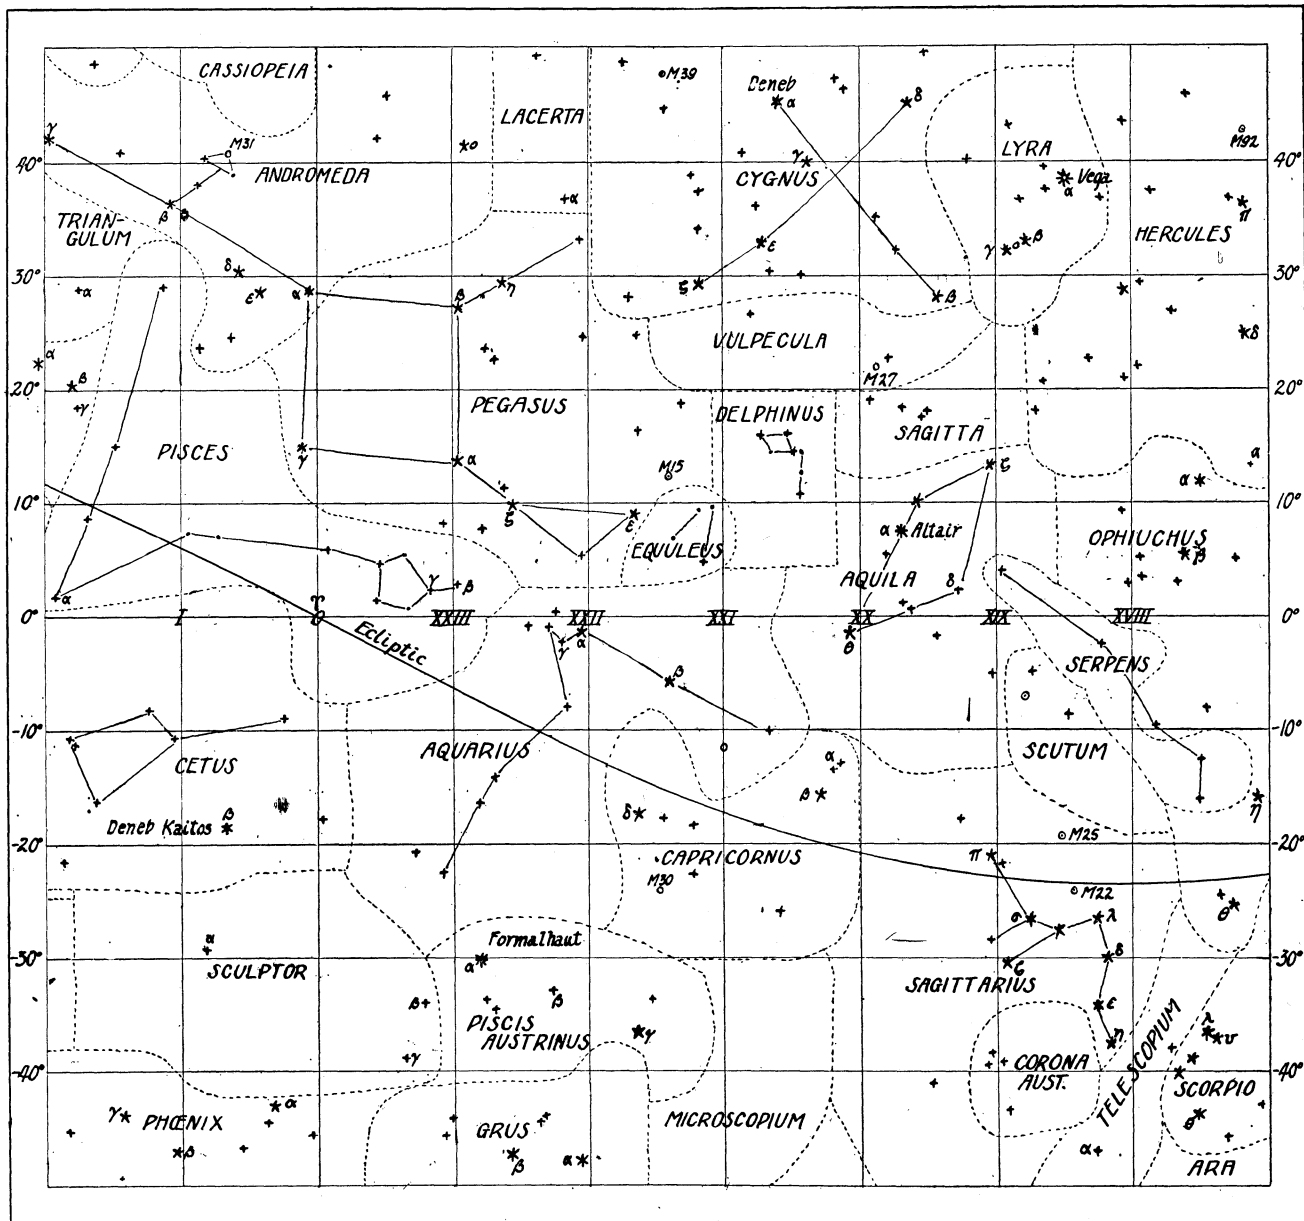 CASSIOPEIA
M39
Deneb
α
δ
LACERTA
γ
M31
ο
γ
CYGNUS
LYRA
M92
40°
40°
ANDROMEDA
Vega
α
β
α
π
TRIAN-
GULUM
HERCULES
δ
ε
γ
β
30°
ε
α
β
η
ζ
β
30°
α
VULPECULA
δ
α
β
M27
20°
20°
γ
PEGASUS
DELPHINUS
SAGITTA
PISCES
γ
α
M15
ζ
α
α
10°
10°
ζ
ε
α
Altair
OPHIUCHUS
β
EQUULEUS
AQUILA
γ
β
δ
α
0°
I
0
ϒ
XXIII
XXII
XXI
XX
XIX
XVIII
0°
Ecliptic
γ
α
θ
β
SERPENS
-10°
AQUARIUS
SCUTUM
-10°
CETUS
α
β
δ
β
Deneb Kaitos
η
M25
-20°
CAPRICORNUS
π
-20°
M30
M22
σ
λ
θ
α
Formalhaut
-30°
SCULPTOR
α
ζ
δ
-30°
SAGITTARIUS
β
β
ε
PISCIS
AUSTRINUS
γ
η
λ
υ
γ
CORONA
AUST.
TELESCOPIUM
-40°
SCORPIO
-40°
γ
α
PHŒNIX
GRUS
MICROSCOPIUM
θ
β
β
α
α
ARA